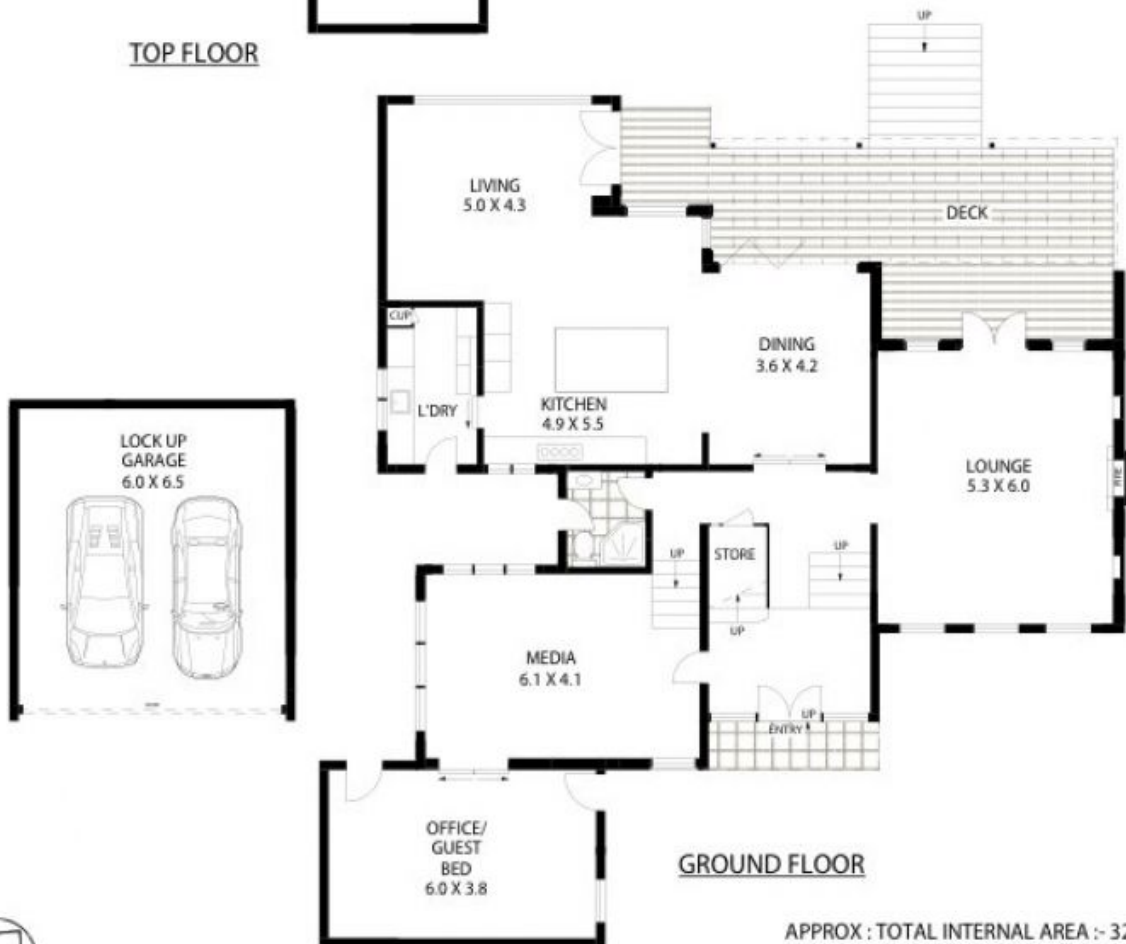 TOP FLOOR
UP
LIVING
5.0 X 4.3
DECK
CUP
DINING
3.6 X 4.2
L'DRY
KITCHEN
4.9 X 5.5
LOCK UP
GARAGE
6.0 X 6.5
LOUNGE
5.3 X 6.0
FIRE
UP
STORE
UP
UP
MEDIA
6.1 X 4.1
UP
ENTRY
OFFICE/
GUEST
BED
6.0 X 3.8
GROUND FLOOR
APPROX : TOTAL INTERNAL AREA :- 32